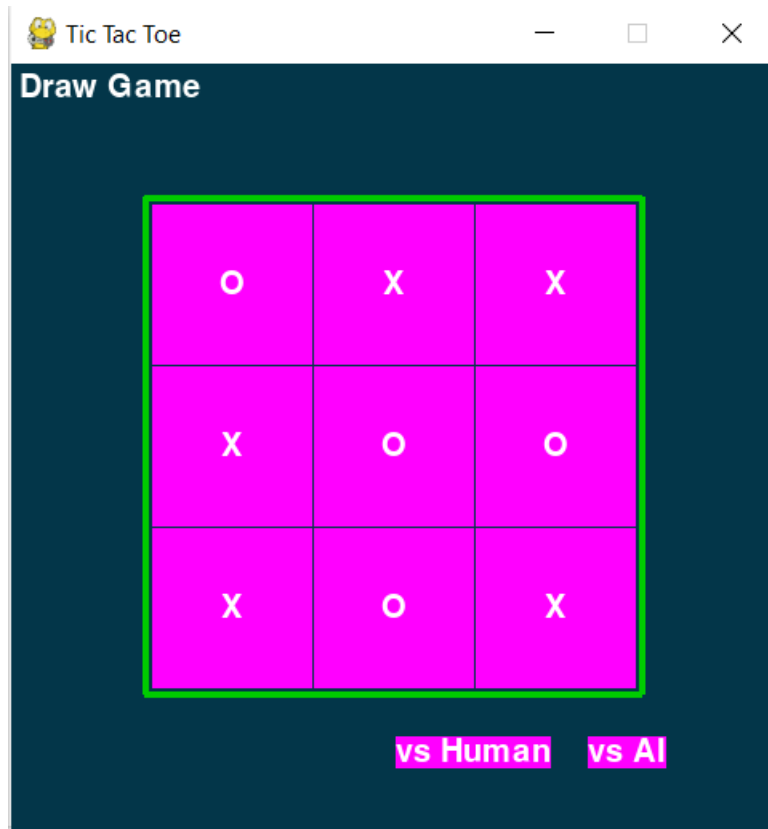 Tic Tac Toe
Draw Game
O X X
X O O
X O X
vs Human vs AI